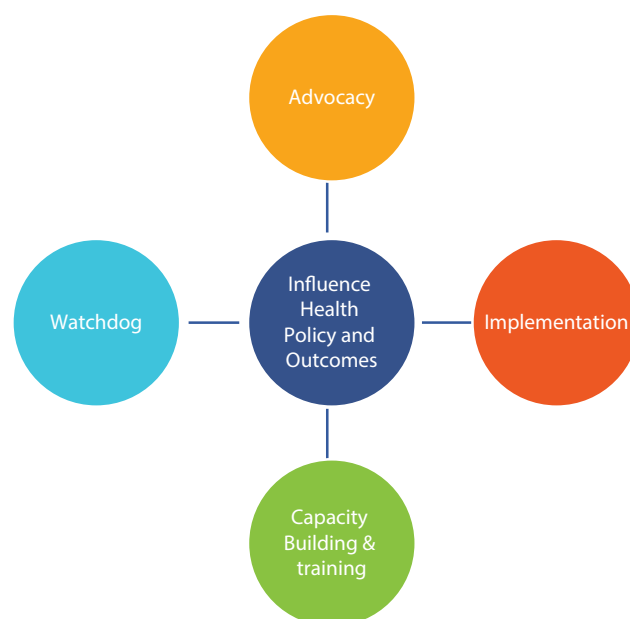 Advocacy
Watchdog
Influence
Health
Policy and
Outcomes
Implementation
Capacity
Building &
training